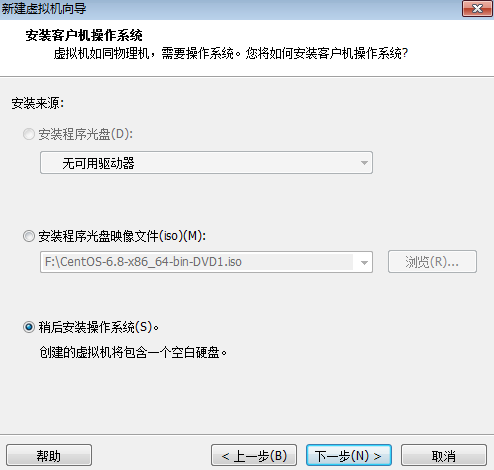 新建虚拟机向导
安装客户机操作系统
虚拟机如同物理机，需要操作系统。您将如何安装客户机操作系统?
安装来源:
安装程序光盘(D):
无可用驱动器
安装程序光盘映像文件(iso)(M):
F:\CentOS-6.8-x86_64-bin-DVD1.iso
浏览(R)...
稍后安装操作系统(S)。
创建的虚拟机将包含一个空白硬盘。
帮助
< 上一步(B)
下一步(N) >
取消